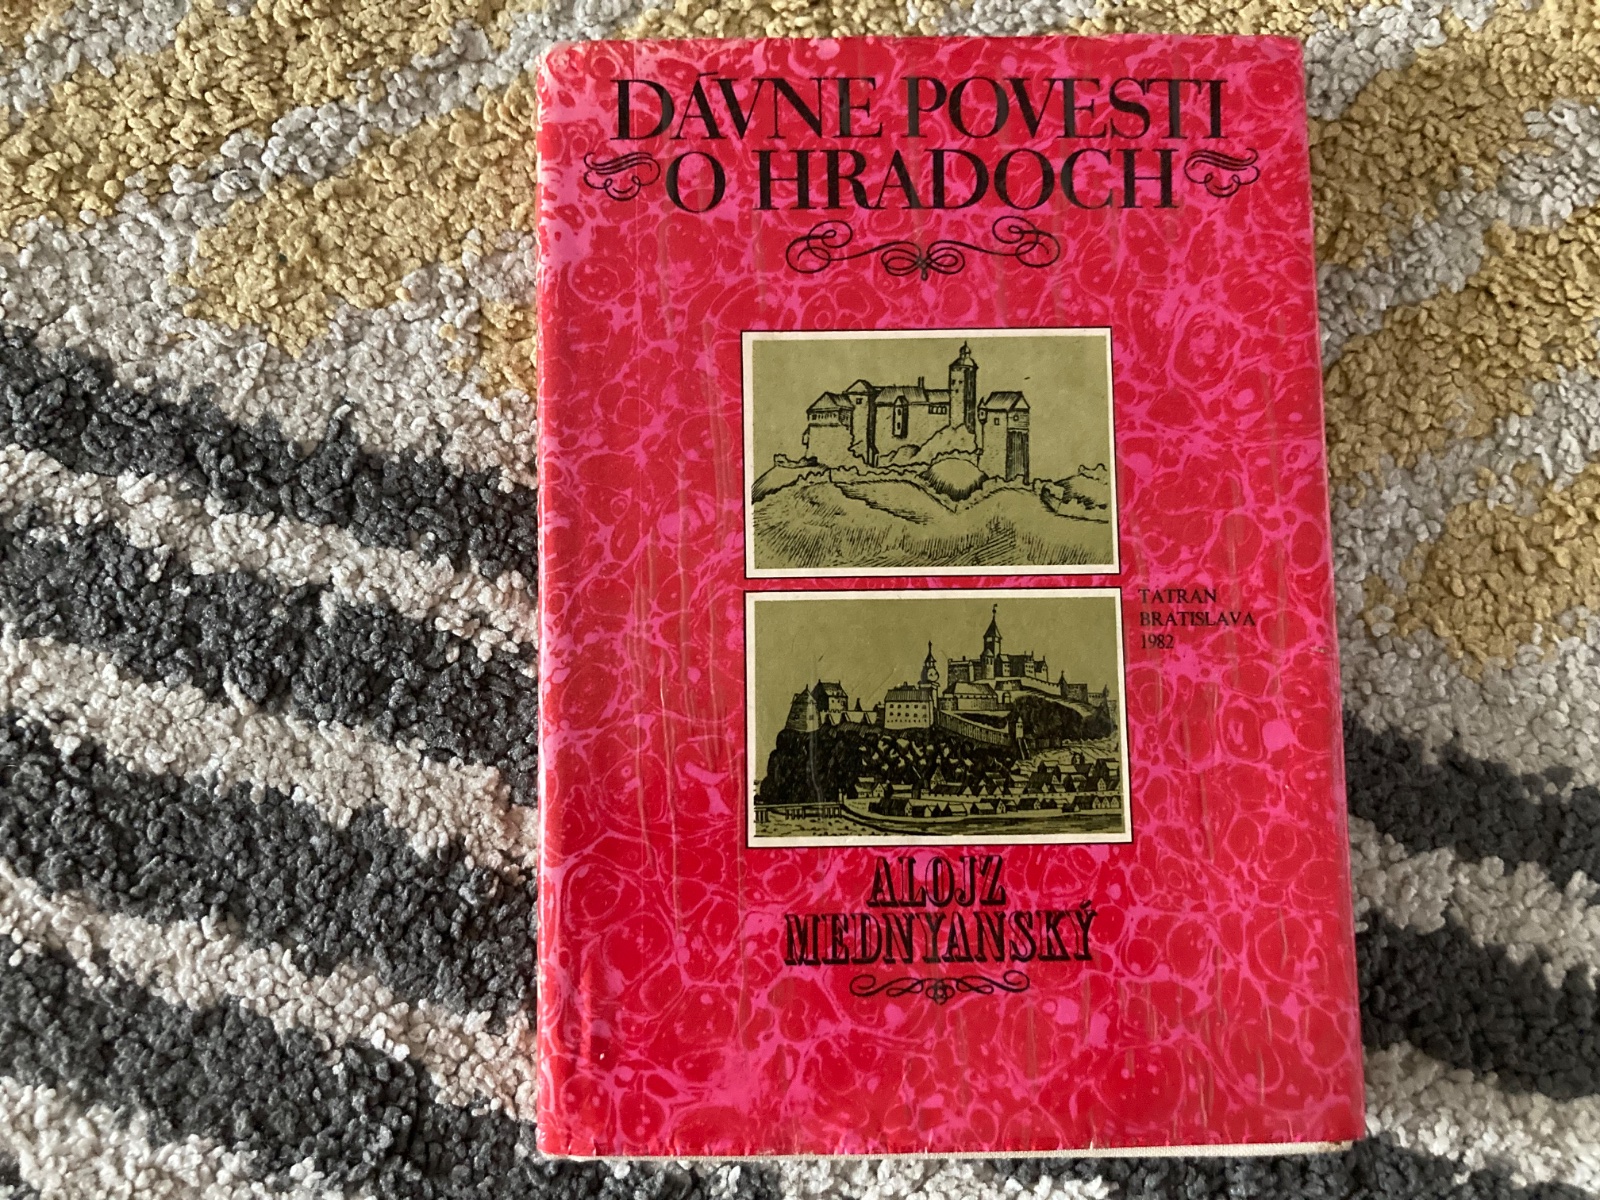 DÁVNE POVESTI
O HRADOCH
TATRAN
BRATISLAVA
1982
ALOJZ
MEDNYANSKÝ